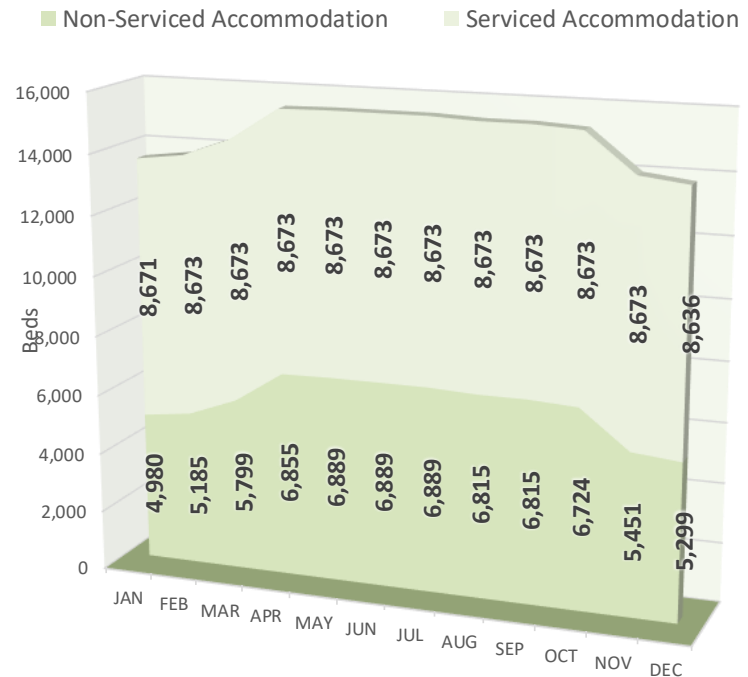 Non-Serviced Accommodation
Serviced Accommodation
16,000
14,000
12,000
10,000
8,000
6,000
4,000
2,000
0
Beds
8,671
8,673
8,673
8,673
8,673
8,673
8,673
8,673
8,673
8,673
8,673
8,636
4,980
5,185
5,799
6,855
6,889
6,889
6,889
6,815
6,815
6,724
5,451
5,299
JAN
FEB
MAR
APR
MAY
JUN
JUL
AUG
SEP
OCT
NOV
DEC